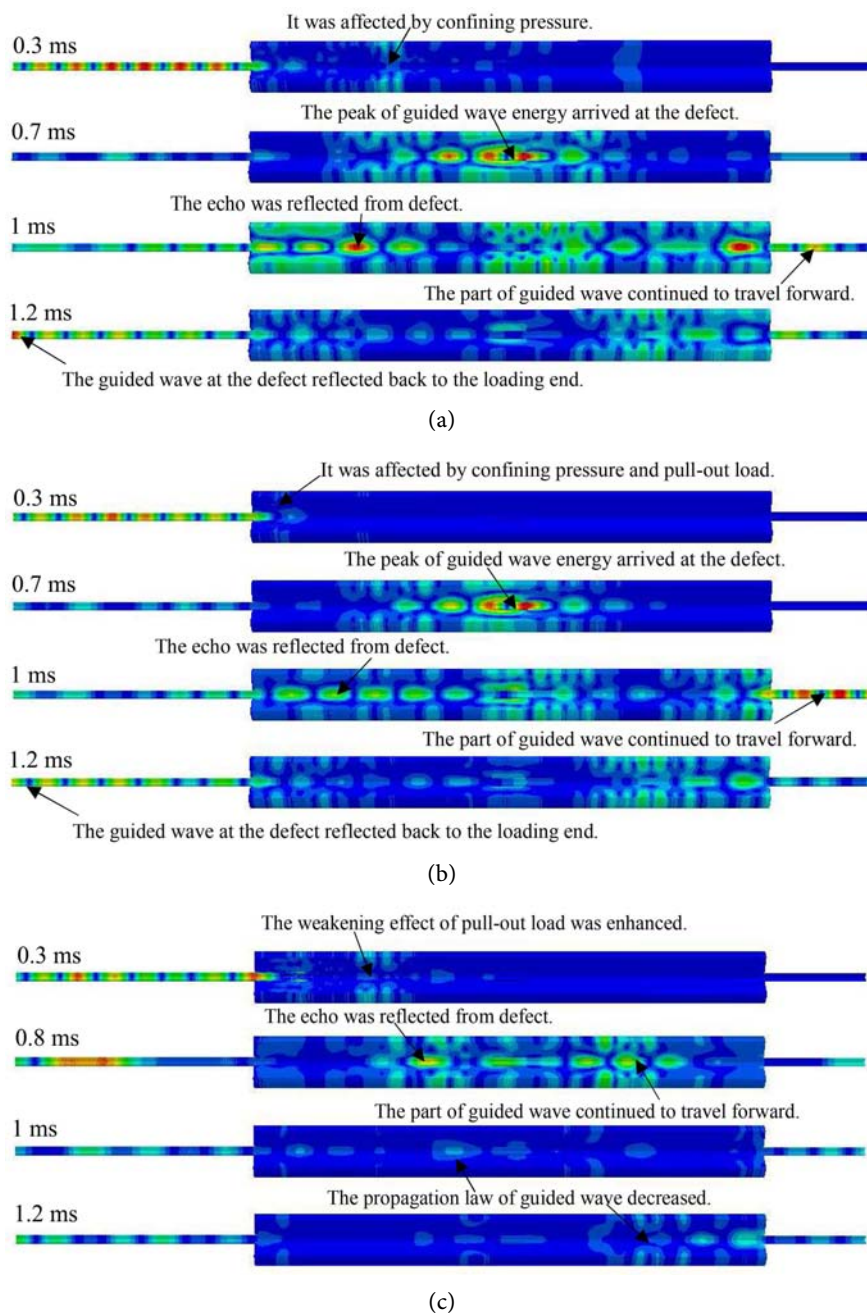 It was affected by confining pressure.
0.3 ms
The peak of guided wave energy arrived at the defect.
0.7 ms
The echo was reflected from defect.
1 ms
The part of guided wave continued to travel forward.
1.2 ms
The guided wave at the defect reflected back to the loading end.
(a)
It was affected by confining pressure and pull-out load.
0.3 ms
The peak of guided wave energy arrived at the defect.
0.7 ms
The echo was reflected from defect.
1 ms
The part of guided wave continued to travel forward.
1.2 ms
The guided wave at the defect reflected back to the loading end.
(b)
The weakening effect of pull-out load was enhanced.
0.3 ms
The echo was reflected from defect.
0.8 ms
The part of guided wave continued to travel forward.
1 ms
The propagation law of guided wave decreased.
1.2 ms
(c)